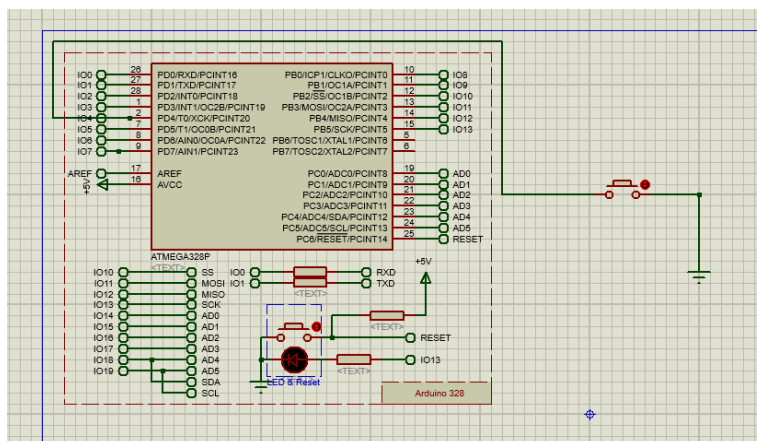 IO0 26 PD0/RXD/PCINT16 PB0/ICP1/CLKO/PCINT0 10 IO8
IO1 27 PD1/TXD/PCINT17 PB1/OC1A/PCINT1 11 IO9
IO2 28 PD2/INT0/PCINT18 PB2/SS/OC1B/PCINT2 12 IO10
IO3 1 PD3/INT1/OC2B/PCINT19 PB3/MOSI/OC2A/PCINT3 13 IO11
IO4 2 PD4/T0/XCK/PCINT20 PB4/MISO/PCINT4 14 IO12
IO5 7 PD5/T1/OC0B/PCINT21 PB5/SCK/PCINT5 15 IO13
IO6 8 PD6/AIN0/OC0A/PCINT22 PB6/TOSC1/XTAL1/PCINT6 5
IO7 9 PD7/AIN1/PCINT23 PB7/TOSC2/XTAL2/PCINT7 6
AREF 17 AREF PC0/ADC0/PCINT8 19 AD0
+5V 16 AVCC PC1/ADC1/PCINT9 20 AD1
PC2/ADC2/PCINT10 21 AD2
PC3/ADC3/PCINT11 22 AD3
PC4/ADC4/SDA/PCINT12 23 AD4
PC5/ADC5/SCL/PCINT13 24 AD5
PC6/RESET/PCINT14 25 RESET
ATMEGA328P
<TEXT>
+5V
IO10 SS IO0 RXD
IO11 MOSI IO1 TXD
IO12 MISO <TEXT>
IO13 SCK
IO14 AD0
IO15 AD1 <TEXT>
IO16 AD2 RESET
IO17 AD3
IO18 AD4 IO13
IO19 AD5 <TEXT>
SDA LED & Reset
SCL Arduino 328